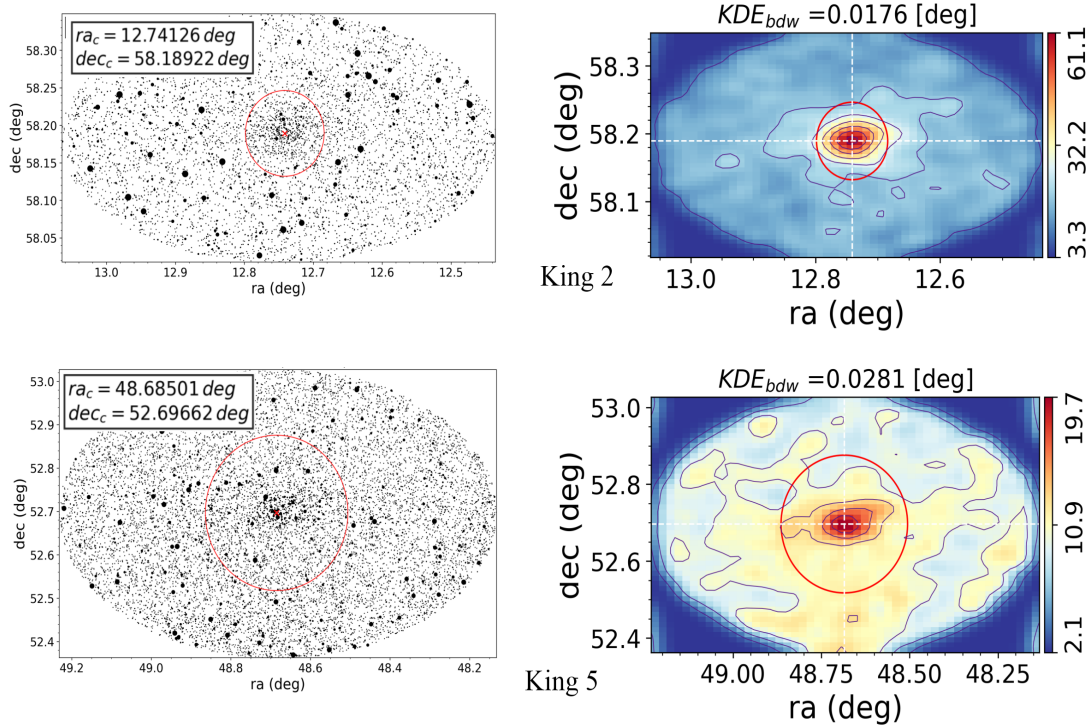 ra_c = 12.74126 deg
dec_c = 58.18922 deg
dec (deg)
58.30
58.25
58.20
58.15
58.10
58.05
13.0 12.9 12.8 12.7 12.6 12.5
ra (deg)
KDE_bdw =0.0176 [deg]
dec (deg)
58.3
58.2
58.1
13.0 12.8 12.6
ra (deg)
61.1
32.2
3.3
King 2
ra_c = 48.68501 deg
dec_c = 52.69662 deg
dec (deg)
53.0
52.9
52.8
52.7
52.6
52.5
52.4
49.2 49.0 48.8 48.6 48.4 48.2
ra (deg)
KDE_bdw =0.0281 [deg]
dec (deg)
53.0
52.8
52.6
52.4
49.00 48.75 48.50 48.25
ra (deg)
19.7
10.9
2.1
King 5